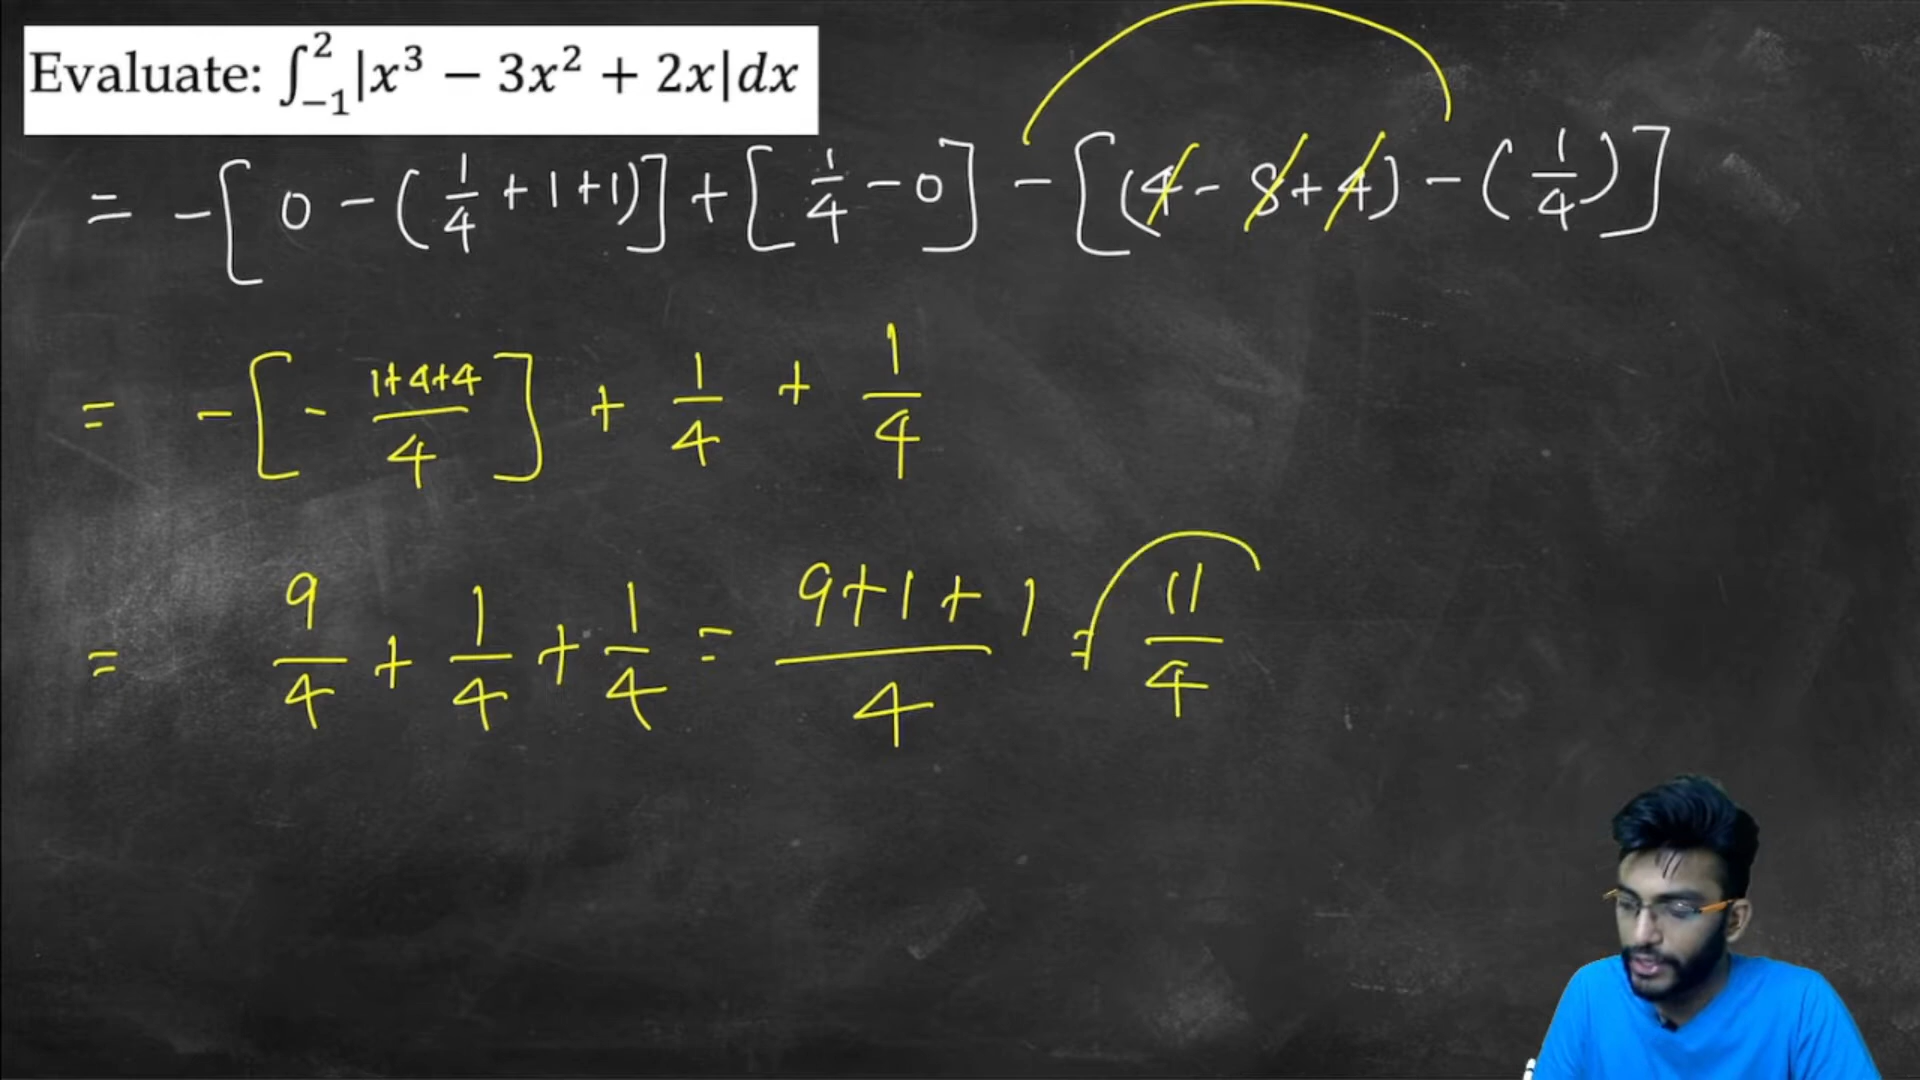 Evaluate: ∫₋₁² |x³ − 3x² + 2x| dx
= -[0 - (1/4 + 1 + 1)] + [1/4 - 0] - [(4 - 8 + 4) - (1/4)]
= -[- (1+4+4)/4] + 1/4 + 1/4
= 9/4 + 1/4 + 1/4 = (9+1+1)/4 = 11/4